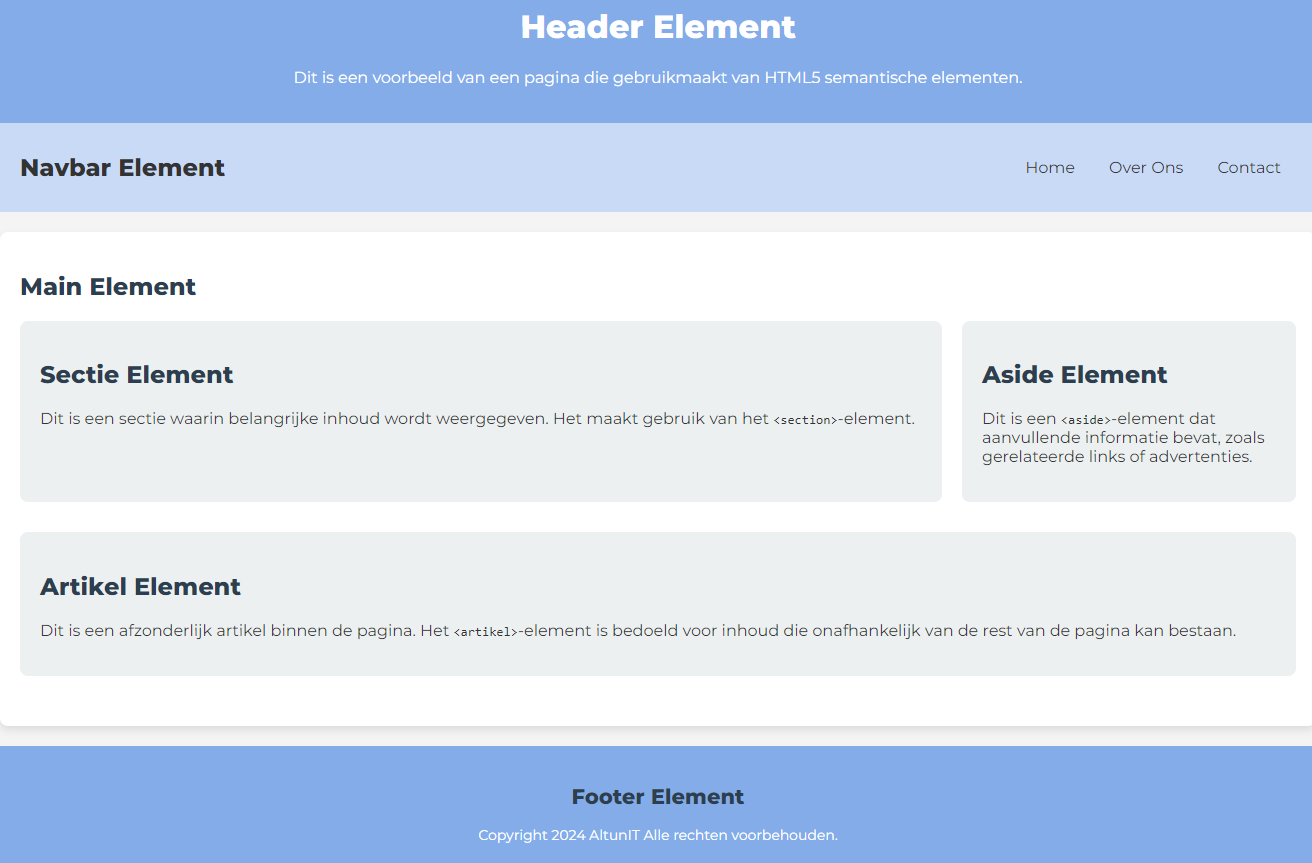 Header Element
Dit is een voorbeeld van een pagina die gebruikmaakt van HTML5 semantische elementen.
Navbar Element
Home
Over Ons
Contact
Main Element
Sectie Element
Dit is een sectie waarin belangrijke inhoud wordt weergegeven. Het maakt gebruik van het <section>-element.
Aside Element
Dit is een <aside>-element dat
aanvullende informatie bevat, zoals
gerelateerde links of advertenties.
Artikel Element
Dit is een afzonderlijk artikel binnen de pagina. Het <artikel>-element is bedoeld voor inhoud die onafhankelijk van de rest van de pagina kan bestaan.
Footer Element
Copyright 2024 AltunIT Alle rechten voorbehouden.